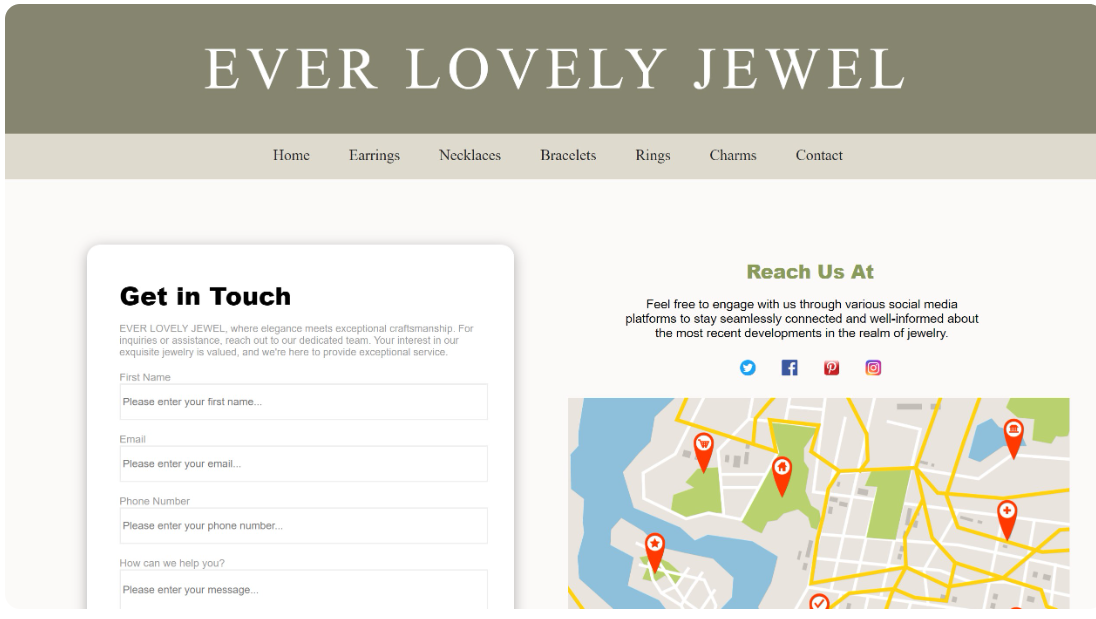 EVER LOVELY JEWEL
Home Earrings Necklaces Bracelets Rings Charms Contact
Get in Touch
EVER LOVELY JEWEL, where elegance meets exceptional craftsmanship. For
inquiries or assistance, reach out to our dedicated team. Your interest in our
exquisite jewelry is valued, and we're here to provide exceptional service.
First Name
Please enter your first name...
Email
Please enter your email...
Phone Number
Please enter your phone number...
How can we help you?
Please enter your message...
Reach Us At
Feel free to engage with us through various social media
platforms to stay seamlessly connected and well-informed about
the most recent developments in the realm of jewelry.